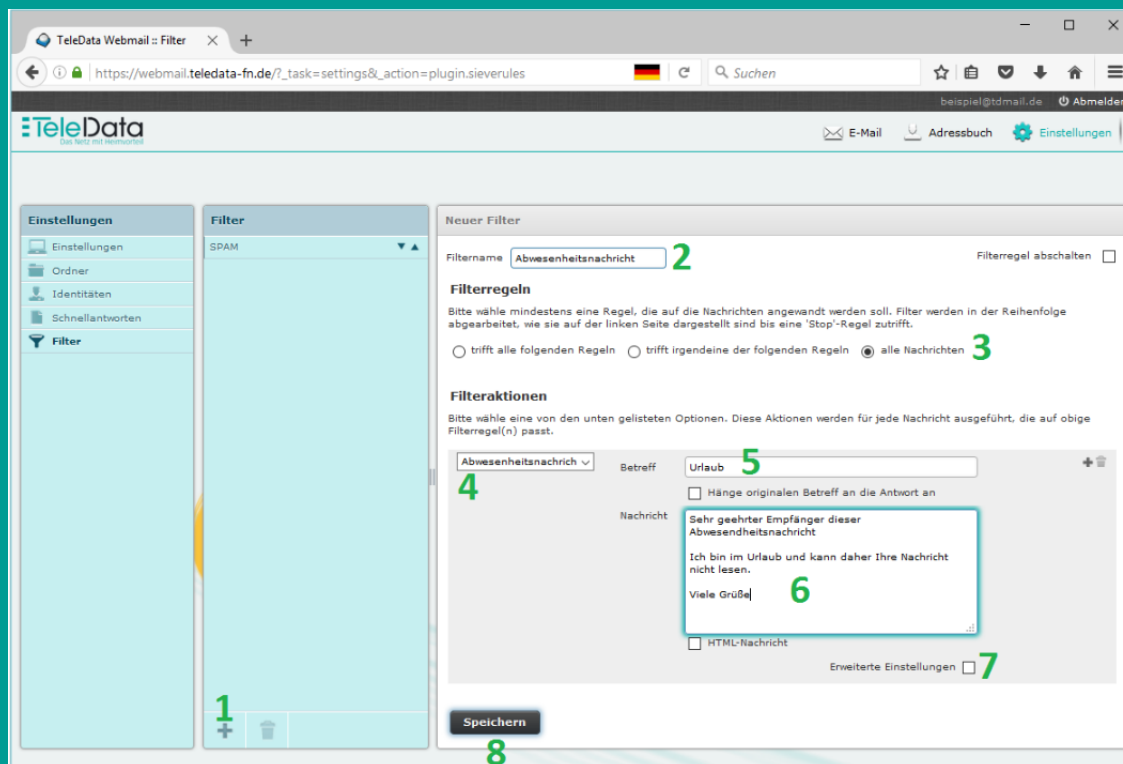 TeleData Webmail :: Filter
https://webmail.teledata-fn.de/?_task=settings&_action=plugin.sieverules
Suchen
beispiel@tdmail.de Abmelden
TeleData
Das Netz mit Heimvorteil
E-Mail Adressbuch Einstellungen
Einstellungen
Einstellungen
Ordner
Identitäten
Schnellantworten
Filter
Filter
SPAM
1
Neuer Filter
Filtername Abwesenheitsnachricht 2 Filterregel abschalten
Filterregeln
Bitte wähle mindestens eine Regel, die auf die Nachrichten angewandt werden soll. Filter werden in der Reihenfolge
abgearbeitet, wie sie auf der linken Seite dargestellt sind bis eine 'Stop'-Regel zutrifft.
trifft alle folgenden Regeln trifft irgendeine der folgenden Regeln alle Nachrichten 3
Filteraktionen
Bitte wähle eine von den unten gelisteten Optionen. Diese Aktionen werden für jede Nachricht ausgeführt, die auf obige
Filterregel(n) passt.
Abwesenheitsnachrich Betreff Urlaub 5
4
Hänge originalen Betreff an die Antwort an
Nachricht
Sehr geehrter Empfänger dieser
Abwesendheitsnachricht
Ich bin im Urlaub und kann daher Ihre Nachricht
nicht lesen.
Viele Grüße 6
HTML-Nachricht
Erweiterte Einstellungen 7
Speichern
8